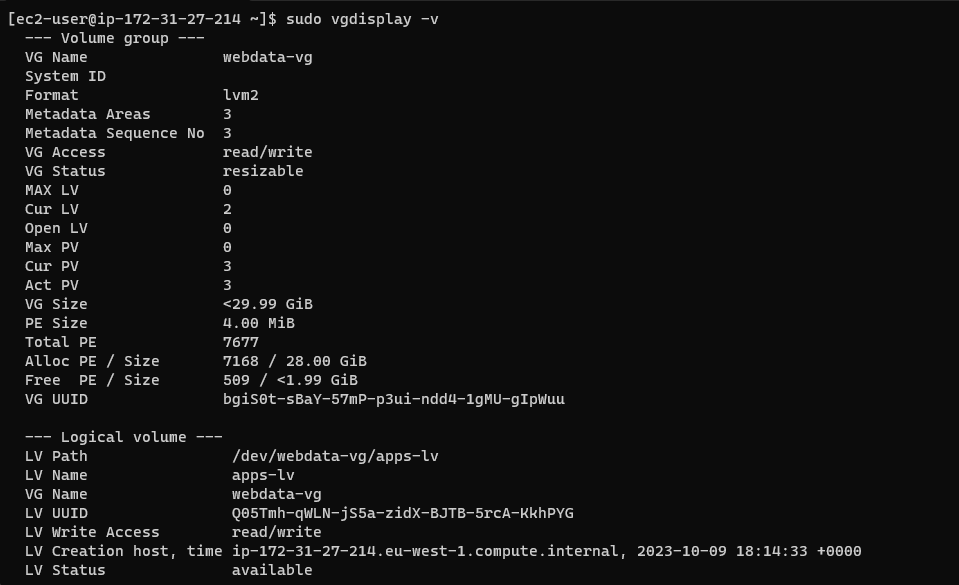 [ec2-user@ip-172-31-27-214 ~]$ sudo vgdisplay -v
--- Volume group ---
VG Name webdata-vg
System ID
Format lvm2
Metadata Areas 3
Metadata Sequence No 3
VG Access read/write
VG Status resizable
MAX LV 0
Cur LV 2
Open LV 0
Max PV 0
Cur PV 3
Act PV 3
VG Size <29.99 GiB
PE Size 4.00 MiB
Total PE 7677
Alloc PE / Size 7168 / 28.00 GiB
Free  PE / Size 509 / <1.99 GiB
VG UUID bgiS0t-sBaY-57mP-p3ui-ndd4-1gMU-gIpWuu
--- Logical volume ---
LV Path /dev/webdata-vg/apps-lv
LV Name apps-lv
VG Name webdata-vg
LV UUID Q05Tmh-qWLN-jS5a-zidX-BJTB-5rcA-KkhPYG
LV Write Access read/write
LV Creation host, time ip-172-31-27-214.eu-west-1.compute.internal, 2023-10-09 18:14:33 +0000
LV Status available